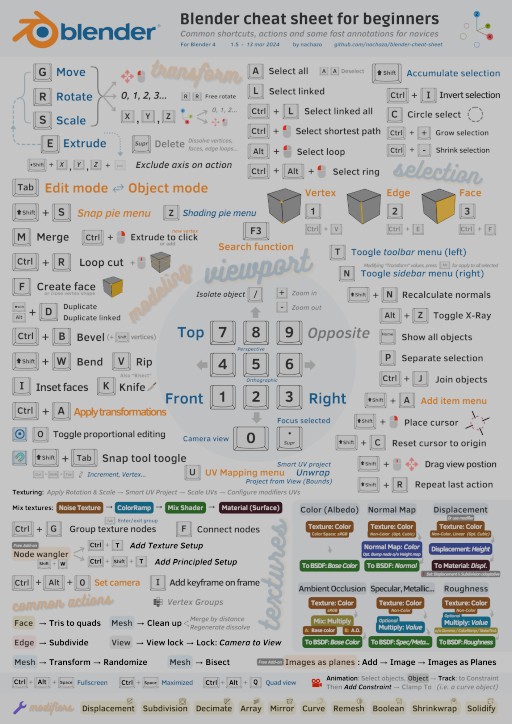 blender
Blender cheat sheet for beginners
Common shortcuts, actions and some fast annotations for novices
For Blender 4 1.5 - 13 mar 2024 by nochaza github.com/nochaza/blender-cheat-sheet
transform
G Move
R Rotate
S Scale
E Extrude
0, 1, 2, 3...
X , Y , Z
R R Free rotate
0, 1, 2...
Supr Delete Dissolve vertices, faces, edge loops...
Shift + X , Y , Z , Z Exclude axis on action
A Select all A A Deselect
L Select linked
Ctrl + L Select linked all
Ctrl + Select shortest path
Alt + Select loop
Ctrl + Alt + Select ring
Shift Accumulate selection
Ctrl + I Invert selection
C Circle select
Ctrl + + Grow selection
Ctrl + - Shrink selection
selection
Tab Edit mode ⇌ Object mode
Shift + S Snap pie menu Z Shading pie menu
M Merge Ctrl + Extrude to click
Ctrl + R Loop cut +
F Create face
Duplicate
+ D
Duplicate linked
Ctrl + B Bevel (+ vertices)
Shift + W Bend V Rip
I Inset faces K Knife
Ctrl + A Apply transformations
O Toggle proportional editing
Shift + Tab Snap tool toogle
Increment, Vertex...
modeling
Vertex
1
Ctrl + V
Edge
2
Ctrl + E
Face
3
Ctrl + F
F3
Search function
viewport
Isolate object /
+ Zoom in
- Zoom out
Top 7 8 9 Opposite
Perspective
4 5 6
Orthographic
Front 1 2 3 Right
Focus selected
Camera view 0 . Supr
U UV Mapping menu
Smart UV project
Unwrap
Project from View (Bounds)
T Toogle toolbar menu (left)
N Toogle sidebar menu (right)
Shift + N Recalculate normals
Alt + Z Toggle X-Ray
Show all objects
P Separate selection
Ctrl + J Join objects
Shift + A Add item menu
Shift + Place cursor
Shift + C Reset cursor to origin
Shift + Drag view postion
Shift + R Repeat last action
Texturing: Apply Rotation & Scale → Smart UV Project → Scale UVs → Configure modifiers UVs
Mix textures: Noise Texture → ColorRamp → Mix Shader → Material (Surface)
Ctrl + G Group texture nodes F Connect nodes
Tab Enter/exit group
Node wangler
Ctrl + T Add Texture Setup
Ctrl + Shift + T Add Principled Setup
Ctrl + Alt + 0 Set camera I Add keyframe on frame
textures
Color (Albedo)
Texture: Color
Color Space: sRGB
To BSDF: Base Color
Normal Map
Texture: Color
Normal Map: Color
To BSDF: Normal
Displacement
Texture: Color
Displacement: Height
To Material: Displ.
Ambient Occlusion
Texture: Color
Mix: Multiply
A: Base color B: A.O.
To BSDF: Base Color
Specular, Metallic...
Texture: Color
Value
To BSDF: Specular
Roughness
Texture: Color
Multiply: Value
To BSDF: Roughness
common actions
Vertex Groups
Face → Tris to quads Mesh → Clean up
Merge by distance
Degenerate dissolve
Edge → Subdivide View → View lock → Lock: Camera to View
Mesh → Transform → Randomize Mesh → Bisect
Images as planes : Add → Image → Images as Planes
Ctrl + Alt + Space Fullscreen Ctrl + Space Maximized Ctrl + Alt + Q Quad view
Animation: Select objects, Object → Track: to Constraint
Then Add Constraint → Clamp To (i.e. a curve object)
modifiers Displacement Subdivision Decimate Array Mirror Curve Remesh Boolean Shrinkwrap Solidify